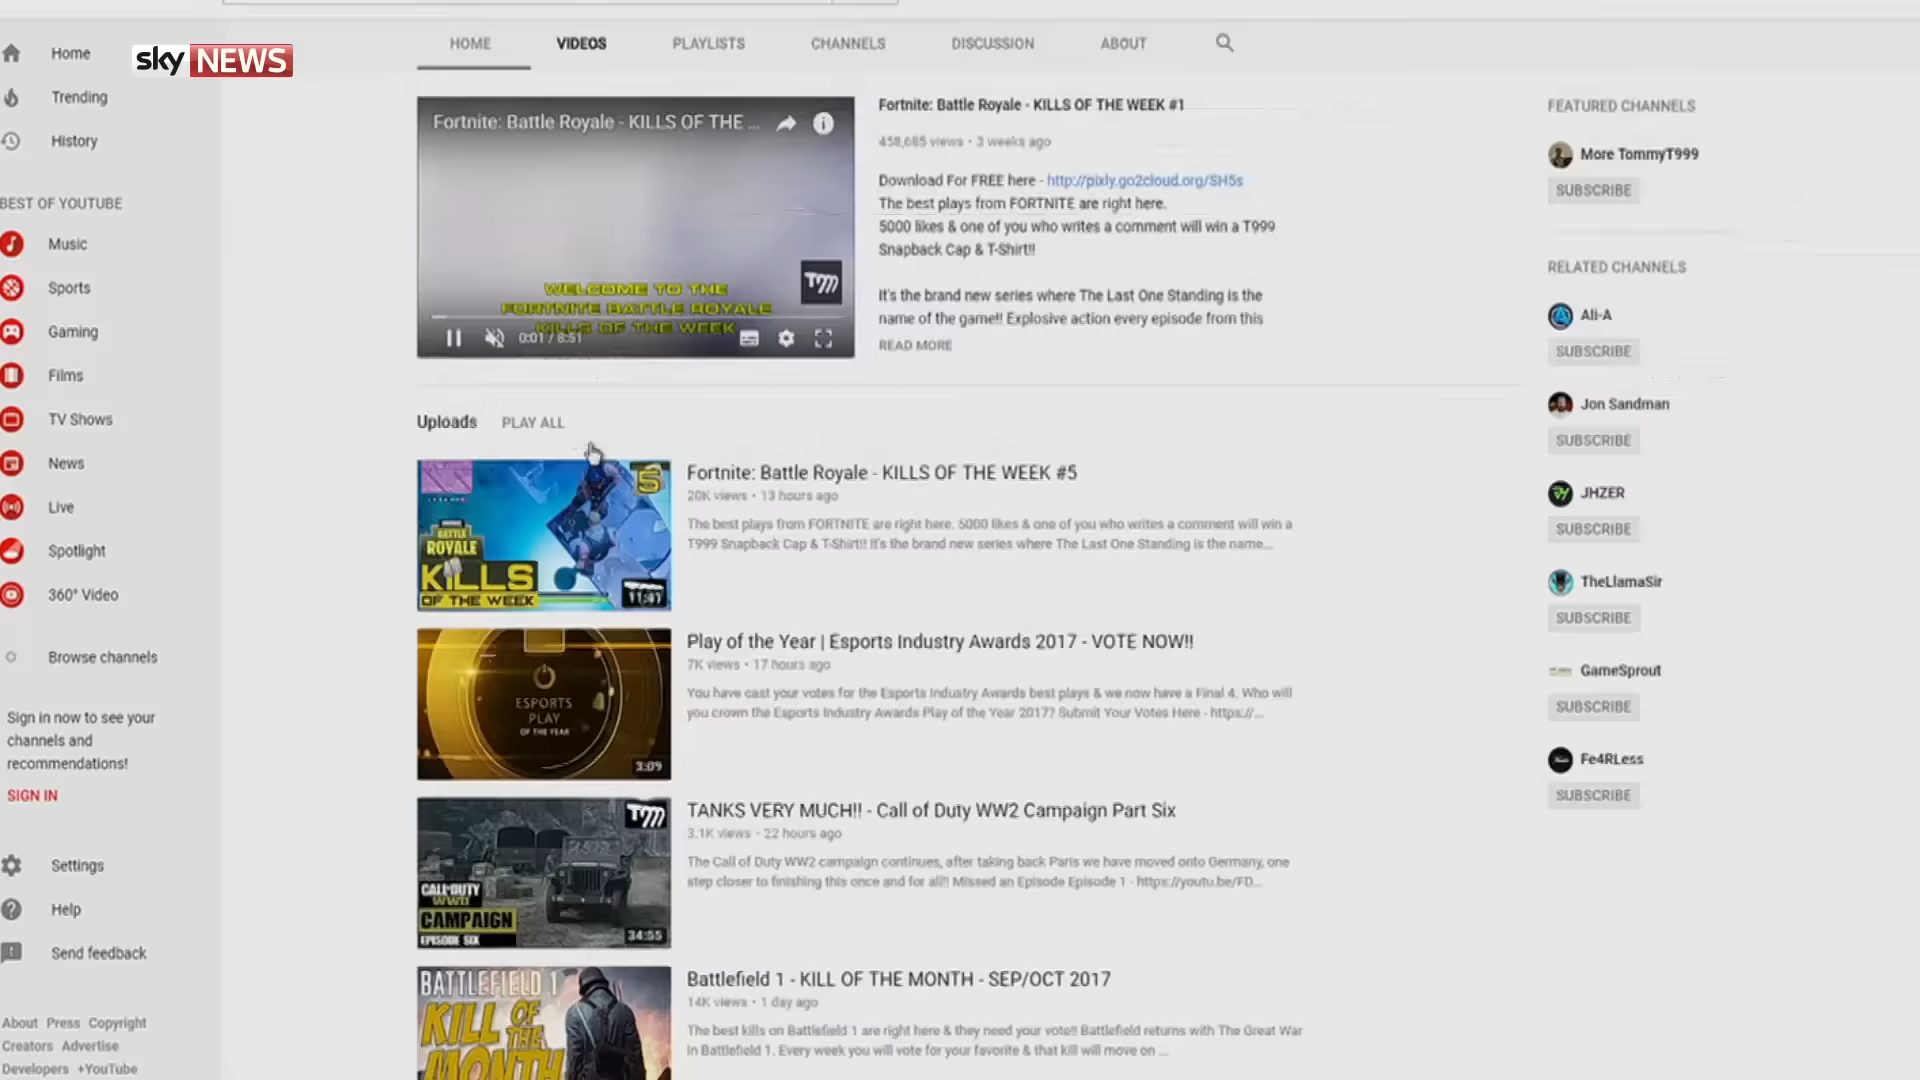 sky NEWS
HOME VIDEOS PLAYLISTS CHANNELS DISCUSSION ABOUT
Home
Trending
History
BEST OF YOUTUBE
Music
Sports
Gaming
Films
TV Shows
News
Live
Spotlight
360° Video
Browse channels
Sign in now to see your
channels and
recommendations!
SIGN IN
Settings
Help
Send feedback
About Press Copyright
Creators Advertise
Developers +YouTube
Fortnite: Battle Royale - KILLS OF THE ...
WELCOME TO THE
FORTNITE BATTLE ROYALE
KILLS OF THE WEEK
0:01 / 8:51
Fortnite: Battle Royale - KILLS OF THE WEEK #1
458,685 views • 3 weeks ago
Download For FREE here - http://pixly.go2cloud.org/SH5s
The best plays from FORTNITE are right here.
5000 likes & one of you who writes a comment will win a T999
Snapback Cap & T-Shirt!!
It's the brand new series where The Last One Standing is the
name of the game!! Explosive action every episode from this
READ MORE
Uploads PLAY ALL
5
BATTLE
ROYALE
KILLS
OF THE WEEK
11:41
Fortnite: Battle Royale - KILLS OF THE WEEK #5
20K views • 13 hours ago
The best plays from FORTNITE are right here. 5000 likes & one of you who writes a comment will win a
T999 Snapback Cap & T-Shirt!! It's the brand new series where The Last One Standing is the name...
ESPORTS
PLAY
OF THE YEAR
3:09
Play of the Year | Esports Industry Awards 2017 - VOTE NOW!!
7K views • 17 hours ago
You have cast your votes for the Esports Industry Awards best plays & we now have a Final 4. Who will
you crown the Esports Industry Awards Play of the Year 2017? Submit Your Votes Here - https://...
CALL OF DUTY
WWII
CAMPAIGN
EPISODE SIX
34:55
TANKS VERY MUCH!! - Call of Duty WW2 Campaign Part Six
3.1K views • 22 hours ago
The Call of Duty WW2 campaign continues, after taking back Paris we have moved onto Germany, one
step closer to finishing this once and for all!! Missed an Episode Episode 1 - https://youtu.be/FD...
BATTLEFIELD 1
KILL OF
THE
MONTH
Battlefield 1 - KILL OF THE MONTH - SEP/OCT 2017
14K views • 1 day ago
The best kills on Battlefield 1 are right here & they need your vote!! Battlefield returns with The Great War
in Battlefield 1. Every week you will vote for your favorite & that kill will move on ...
FEATURED CHANNELS
More TommyT999
SUBSCRIBE
RELATED CHANNELS
Ali-A
SUBSCRIBE
Jon Sandman
SUBSCRIBE
JHZER
SUBSCRIBE
TheLlamaSir
SUBSCRIBE
GameSprout
SUBSCRIBE
Fe4RLess
SUBSCRIBE